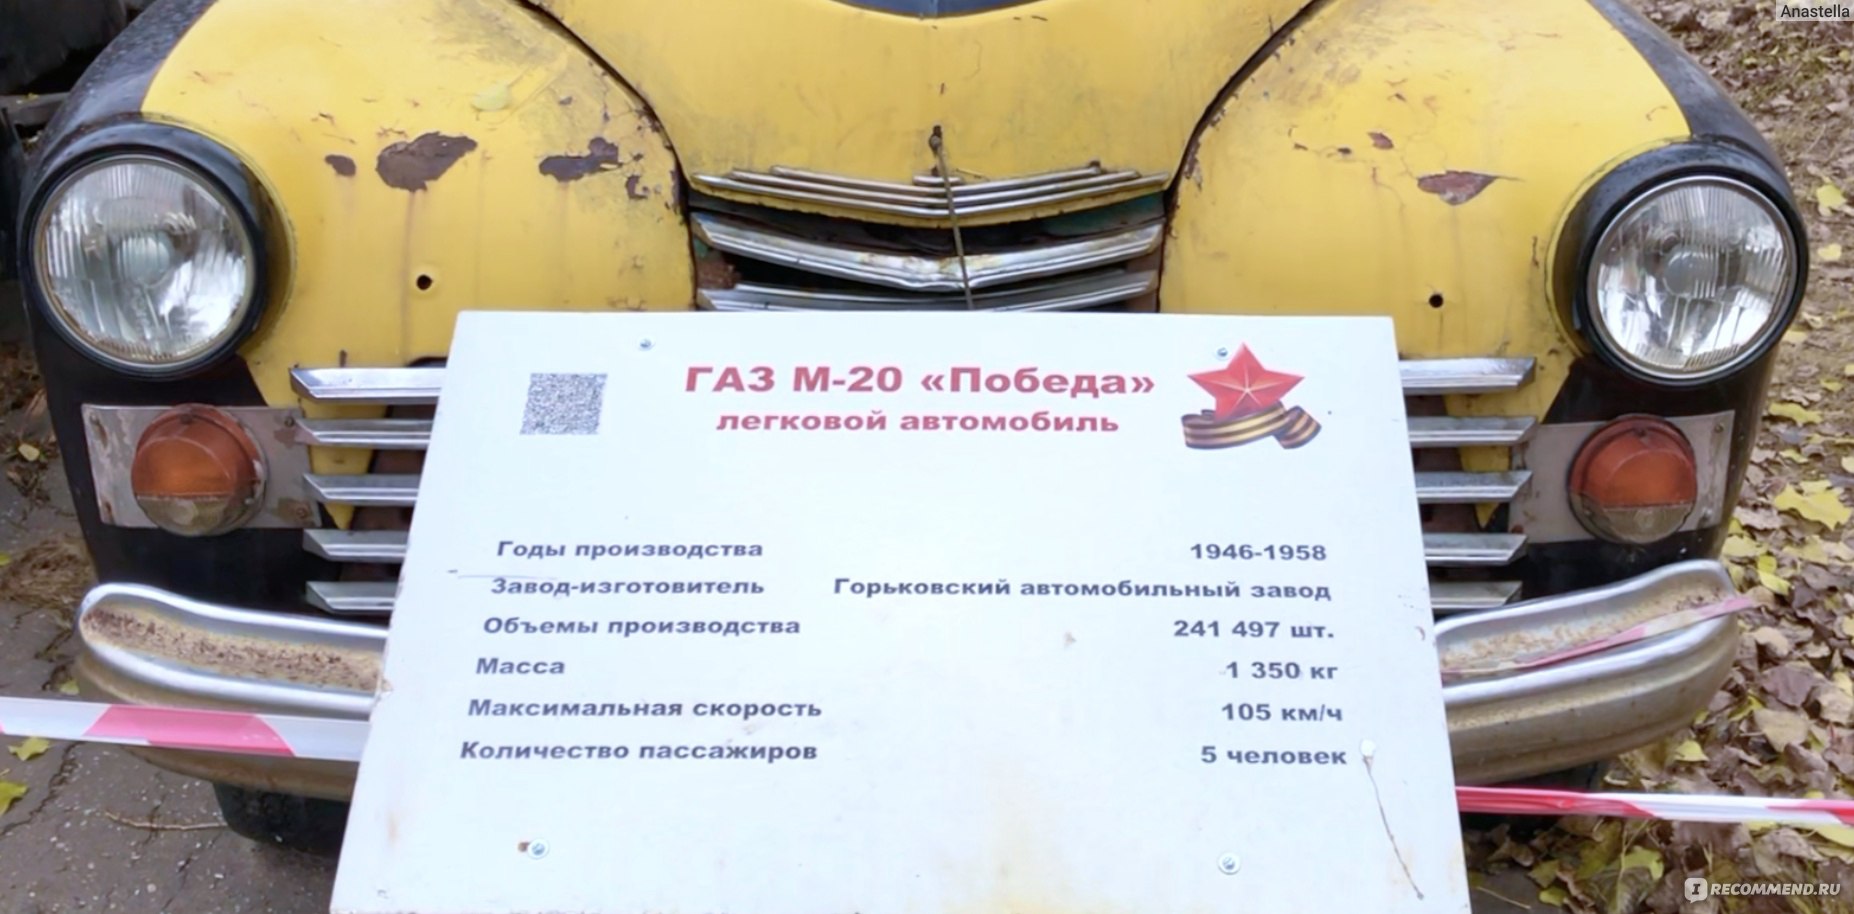 Anastella
ГАЗ М-20 «Победа»
легковой автомобиль
Годы производства 1946-1958
Завод-изготовитель Горьковский автомобильный завод
Объемы производства 241 497 шт.
Масса 1 350 кг
Максимальная скорость 105 км/ч
Количество пассажиров 5 человек
IRECOMMEND.RU